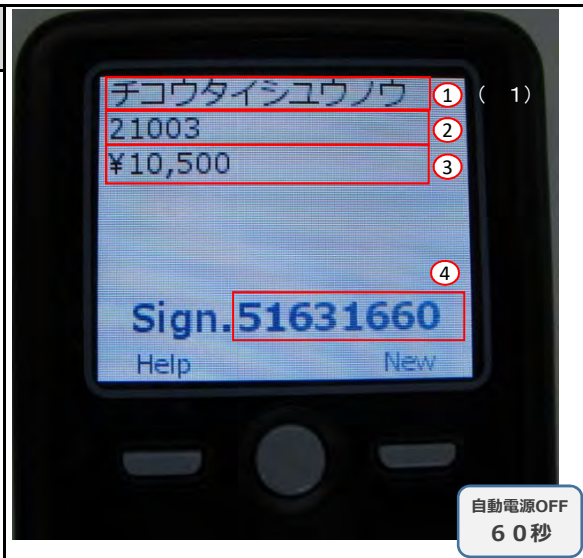 チコウタイシユウノウ ① ( 1)
21003 ②
¥10,500 ③
④
Sign.51631660
Help New
自動電源OFF
60秒